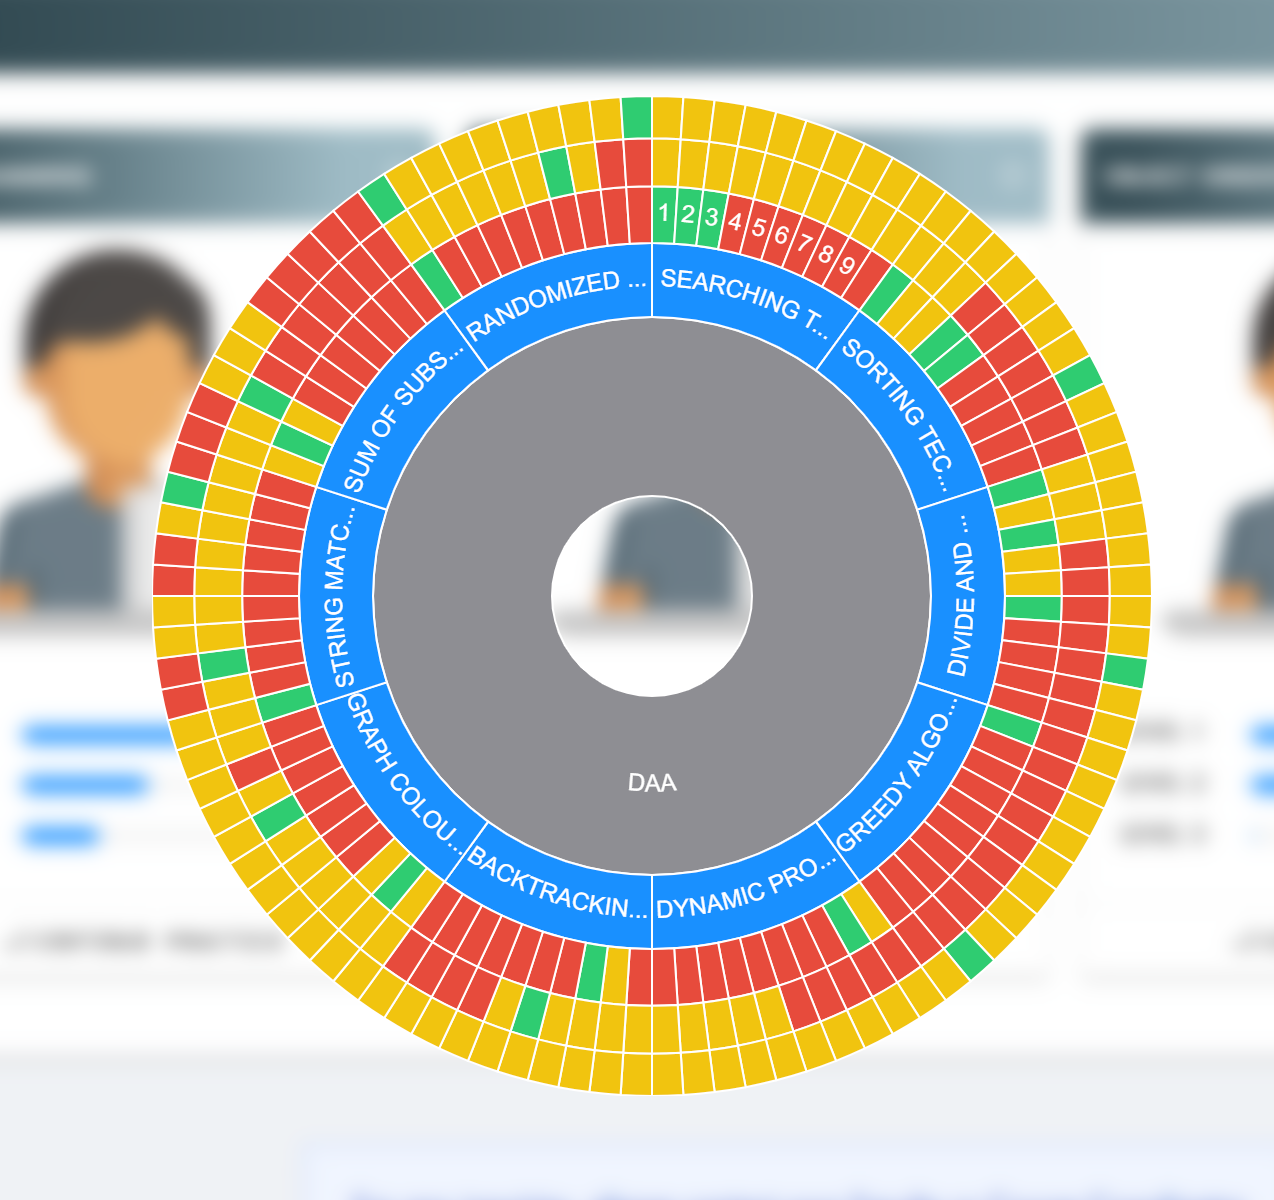 1 2 3 4 5 6 7 8 9
SEARCHING T...
SORTING TEC...
DIVIDE AND ...
GREEDY ALGO...
DYNAMIC PRO...
BACKTRACKIN...
GRAPH COLOU...
STRING MATC...
SUM OF SUBS...
RANDOMIZED ...
DAA